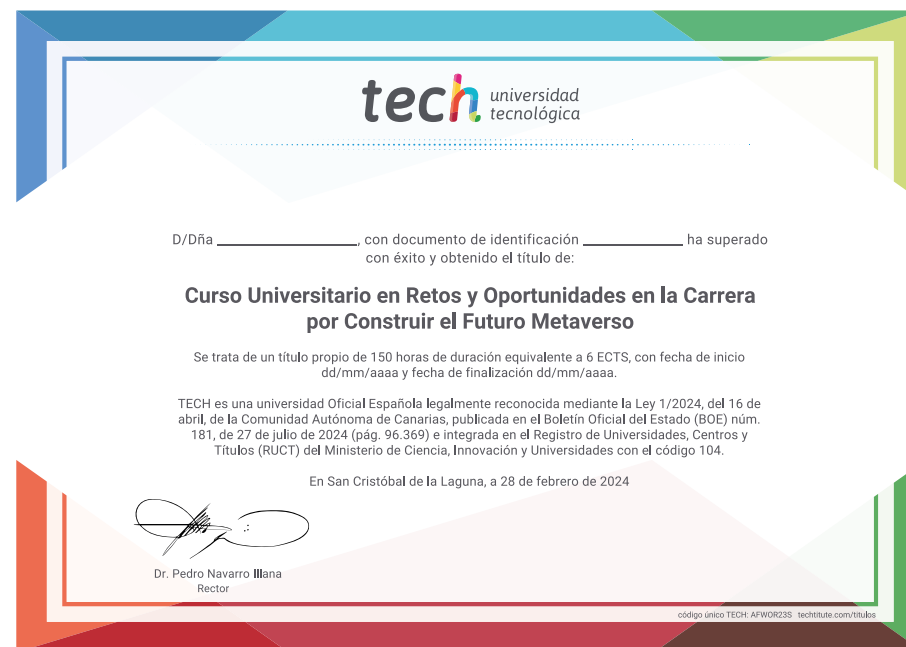 tech universidad
tecnológica
D/Dña ____________________, con documento de identificación ______________ ha superado
con éxito y obtenido el título de:
Curso Universitario en Retos y Oportunidades en la Carrera
por Construir el Futuro Metaverso
Se trata de un título propio de 150 horas de duración equivalente a 6 ECTS, con fecha de inicio
dd/mm/aaaa y fecha de finalización dd/mm/aaaa.
TECH es una universidad Oficial Española legalmente reconocida mediante la Ley 1/2024, del 16 de
abril, de la Comunidad Autónoma de Canarias, publicada en el Boletín Oficial del Estado (BOE) núm.
181, de 27 de julio de 2024 (pág. 96.369) e integrada en el Registro de Universidades, Centros y
Títulos (RUCT) del Ministerio de Ciencia, Innovación y Universidades con el código 104.
En San Cristóbal de la Laguna, a 28 de febrero de 2024
Dr. Pedro Navarro Illana
Rector
código único TECH: AFWOR23S techtitute.com/titulos